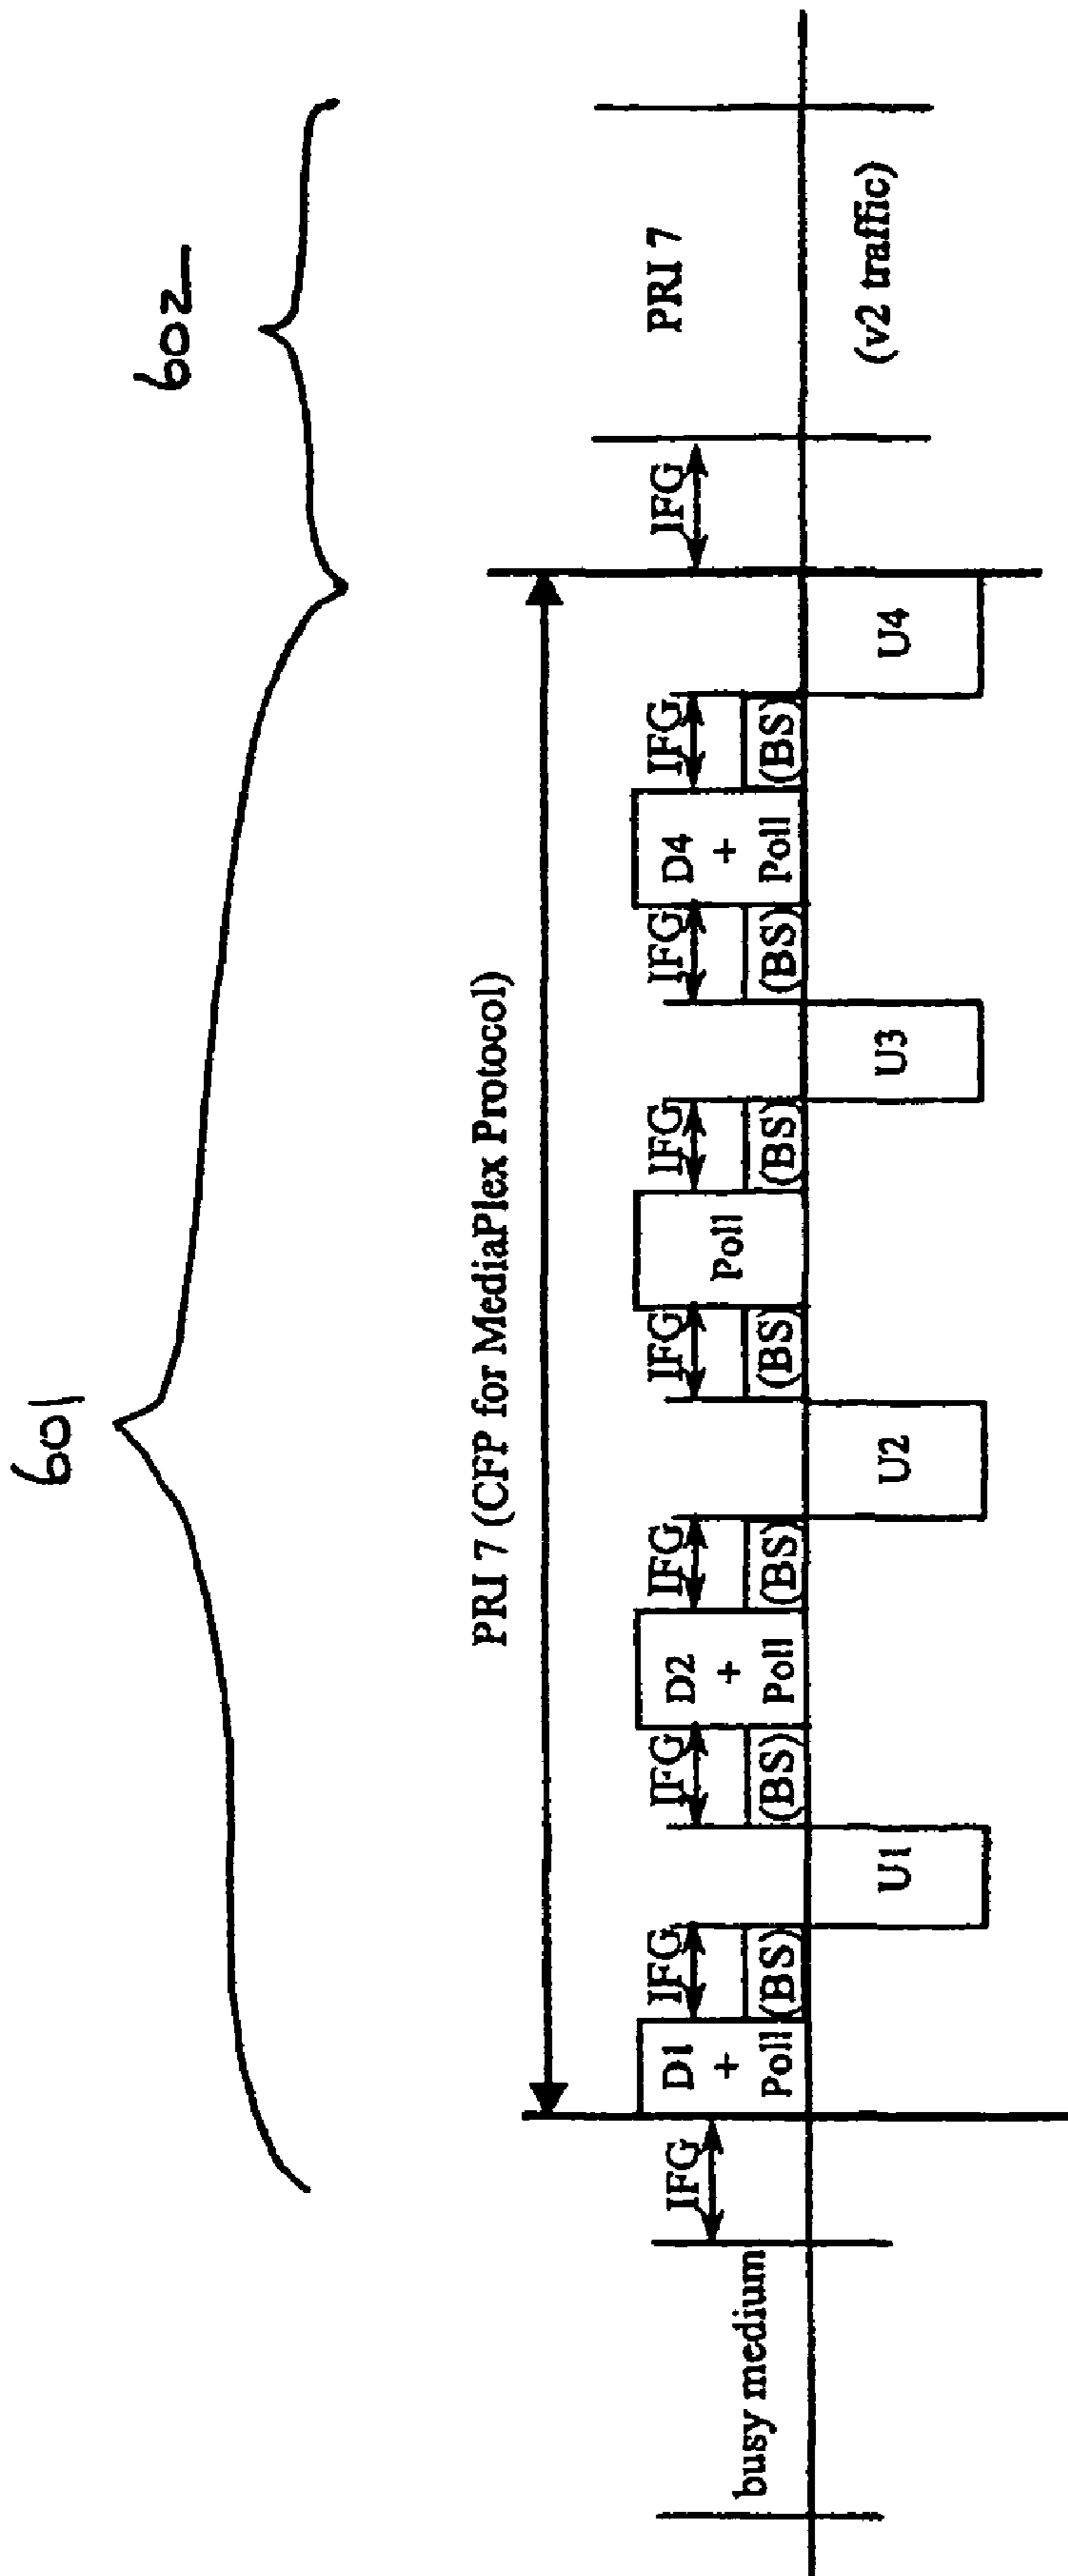 601
602
PRI 7 (CFP for MediaPlex Protocol)
busy medium
IFG
D1
+
Poll
IFG
(BS)
U1
IFG
(BS)
D2
+
Poll
IFG
(BS)
U2
IFG
(BS)
Poll
IFG
(BS)
U3
IFG
(BS)
D4
+
Poll
IFG
(BS)
U4
IFG
PRI 7
(v2 traffic)